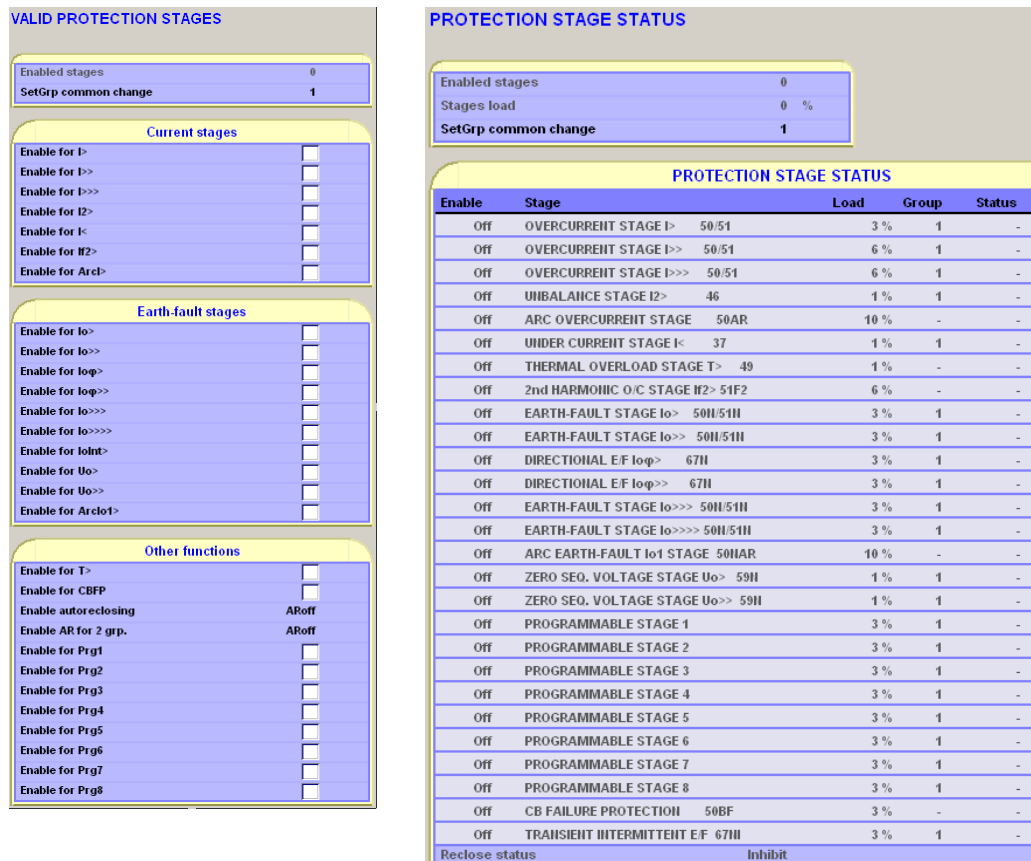 VALID PROTECTION STAGES
Enabled stages 0
SetGrp common change 1
Current stages
Enable for I>
Enable for I>>
Enable for I>>>
Enable for I2>
Enable for I<
Enable for If2>
Enable for ArcI>
Earth-fault stages
Enable for Io>
Enable for Io>>
Enable for Ioφ>
Enable for Ioφ>>
Enable for Io>>>
Enable for Io>>>>
Enable for IoInt>
Enable for Uo>
Enable for Uo>>
Enable for ArcIo1>
Other functions
Enable for T>
Enable for CBFP
Enable autoreclosing ARoff
Enable AR for 2 grp. ARoff
Enable for Prg1
Enable for Prg2
Enable for Prg3
Enable for Prg4
Enable for Prg5
Enable for Prg6
Enable for Prg7
Enable for Prg8
PROTECTION STAGE STATUS
Enabled stages 0
Stages load 0 %
SetGrp common change 1
PROTECTION STAGE STATUS
Enable Stage Load Group Status
Off OVERCURRENT STAGE I> 50/51 3 % 1 -
Off OVERCURRENT STAGE I>> 50/51 6 % 1 -
Off OVERCURRENT STAGE I>>> 50/51 6 % 1 -
Off UNBALANCE STAGE I2> 46 1 % 1 -
Off ARC OVERCURRENT STAGE 50AR 10 % - -
Off UNDER CURRENT STAGE I< 37 1 % 1 -
Off THERMAL OVERLOAD STAGE T> 49 1 % - -
Off 2nd HARMONIC O/C STAGE If2> 51F2 6 % - -
Off EARTH-FAULT STAGE Io> 50N/51N 3 % 1 -
Off EARTH-FAULT STAGE Io>> 50N/51N 3 % 1 -
Off DIRECTIONAL E/F Ioφ> 67N 3 % 1 -
Off DIRECTIONAL E/F Ioφ>> 67N 3 % 1 -
Off EARTH-FAULT STAGE Io>>> 50N/51N 3 % 1 -
Off EARTH-FAULT STAGE Io>>>> 50N/51N 3 % 1 -
Off ARC EARTH-FAULT Io1 STAGE 50NAR 10 % - -
Off ZERO SEQ. VOLTAGE STAGE Uo> 59N 1 % 1 -
Off ZERO SEQ. VOLTAGE STAGE Uo>> 59N 1 % 1 -
Off PROGRAMMABLE STAGE 1 3 % 1 -
Off PROGRAMMABLE STAGE 2 3 % 1 -
Off PROGRAMMABLE STAGE 3 3 % 1 -
Off PROGRAMMABLE STAGE 4 3 % 1 -
Off PROGRAMMABLE STAGE 5 3 % 1 -
Off PROGRAMMABLE STAGE 6 3 % 1 -
Off PROGRAMMABLE STAGE 7 3 % 1 -
Off PROGRAMMABLE STAGE 8 3 % 1 -
Off CB FAILURE PROTECTION 50BF 3 % - -
Off TRANSIENT INTERMITTENT E/F 67NI 3 % 1 -
Reclose status Inhibit